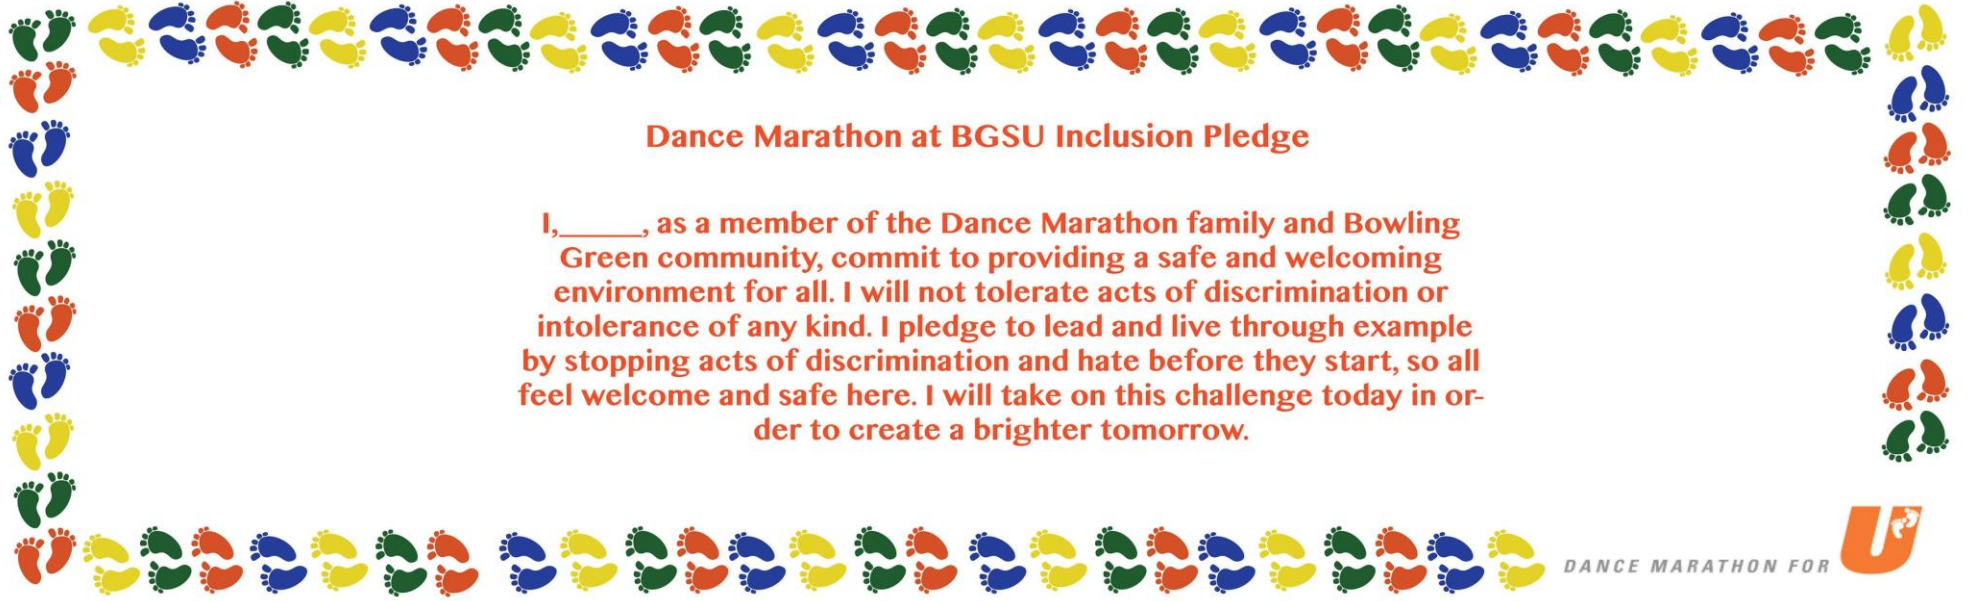 Dance Marathon at BGSU Inclusion Pledge
I,_____, as a member of the Dance Marathon family and Bowling
Green community, commit to providing a safe and welcoming
environment for all. I will not tolerate acts of discrimination or
intolerance of any kind. I pledge to lead and live through example
by stopping acts of discrimination and hate before they start, so all
feel welcome and safe here. I will take on this challenge today in or-
der to create a brighter tomorrow.
DANCE MARATHON FOR U